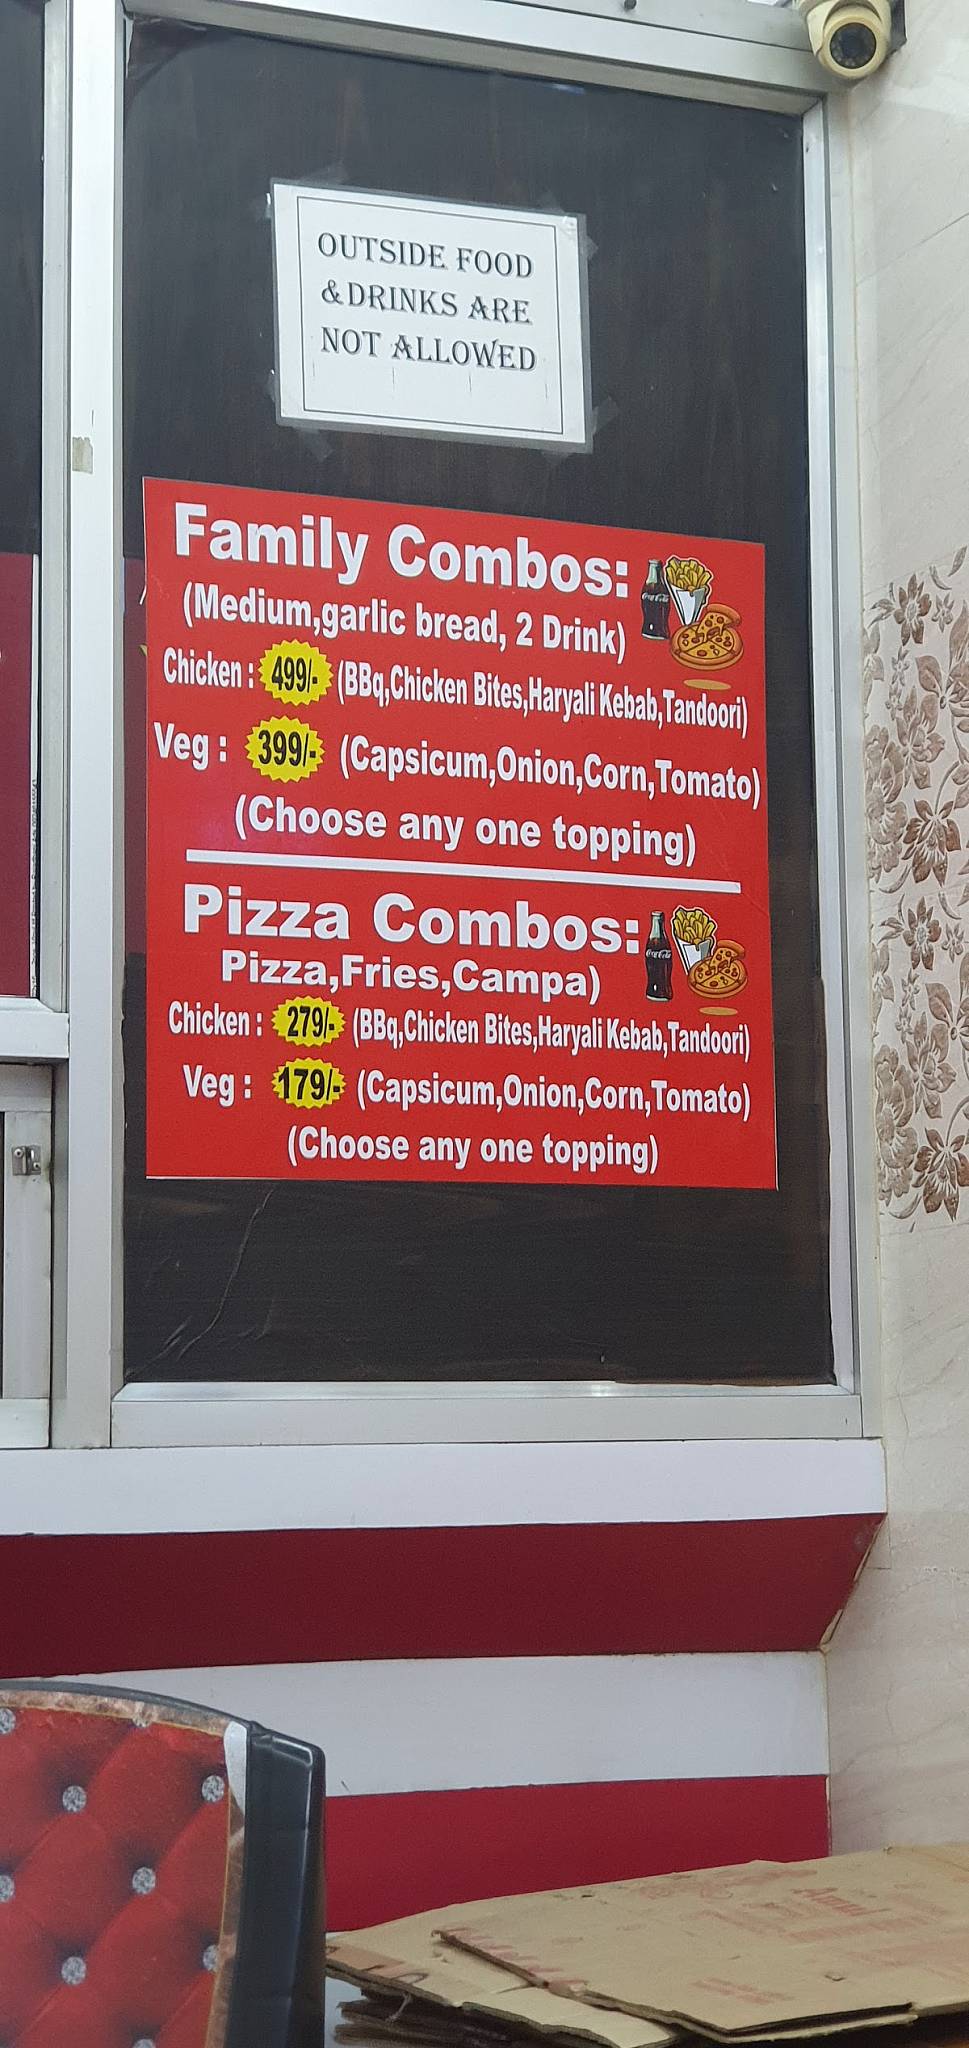 OUTSIDE FOOD
&DRINKS ARE
NOT ALLOWED
Family Combos:
(Medium,garlic bread, 2 Drink)
Chicken : 499/- (BBq,Chicken Bites,Haryali Kebab,Tandoori)
Veg : 399/- (Capsicum,Onion,Corn,Tomato)
(Choose any one topping)
Pizza Combos:
Pizza,Fries,Campa)
Chicken : 279/- (BBq,Chicken Bites,Haryali Kebab,Tandoori)
Veg : 179/- (Capsicum,Onion,Corn,Tomato)
(Choose any one topping)